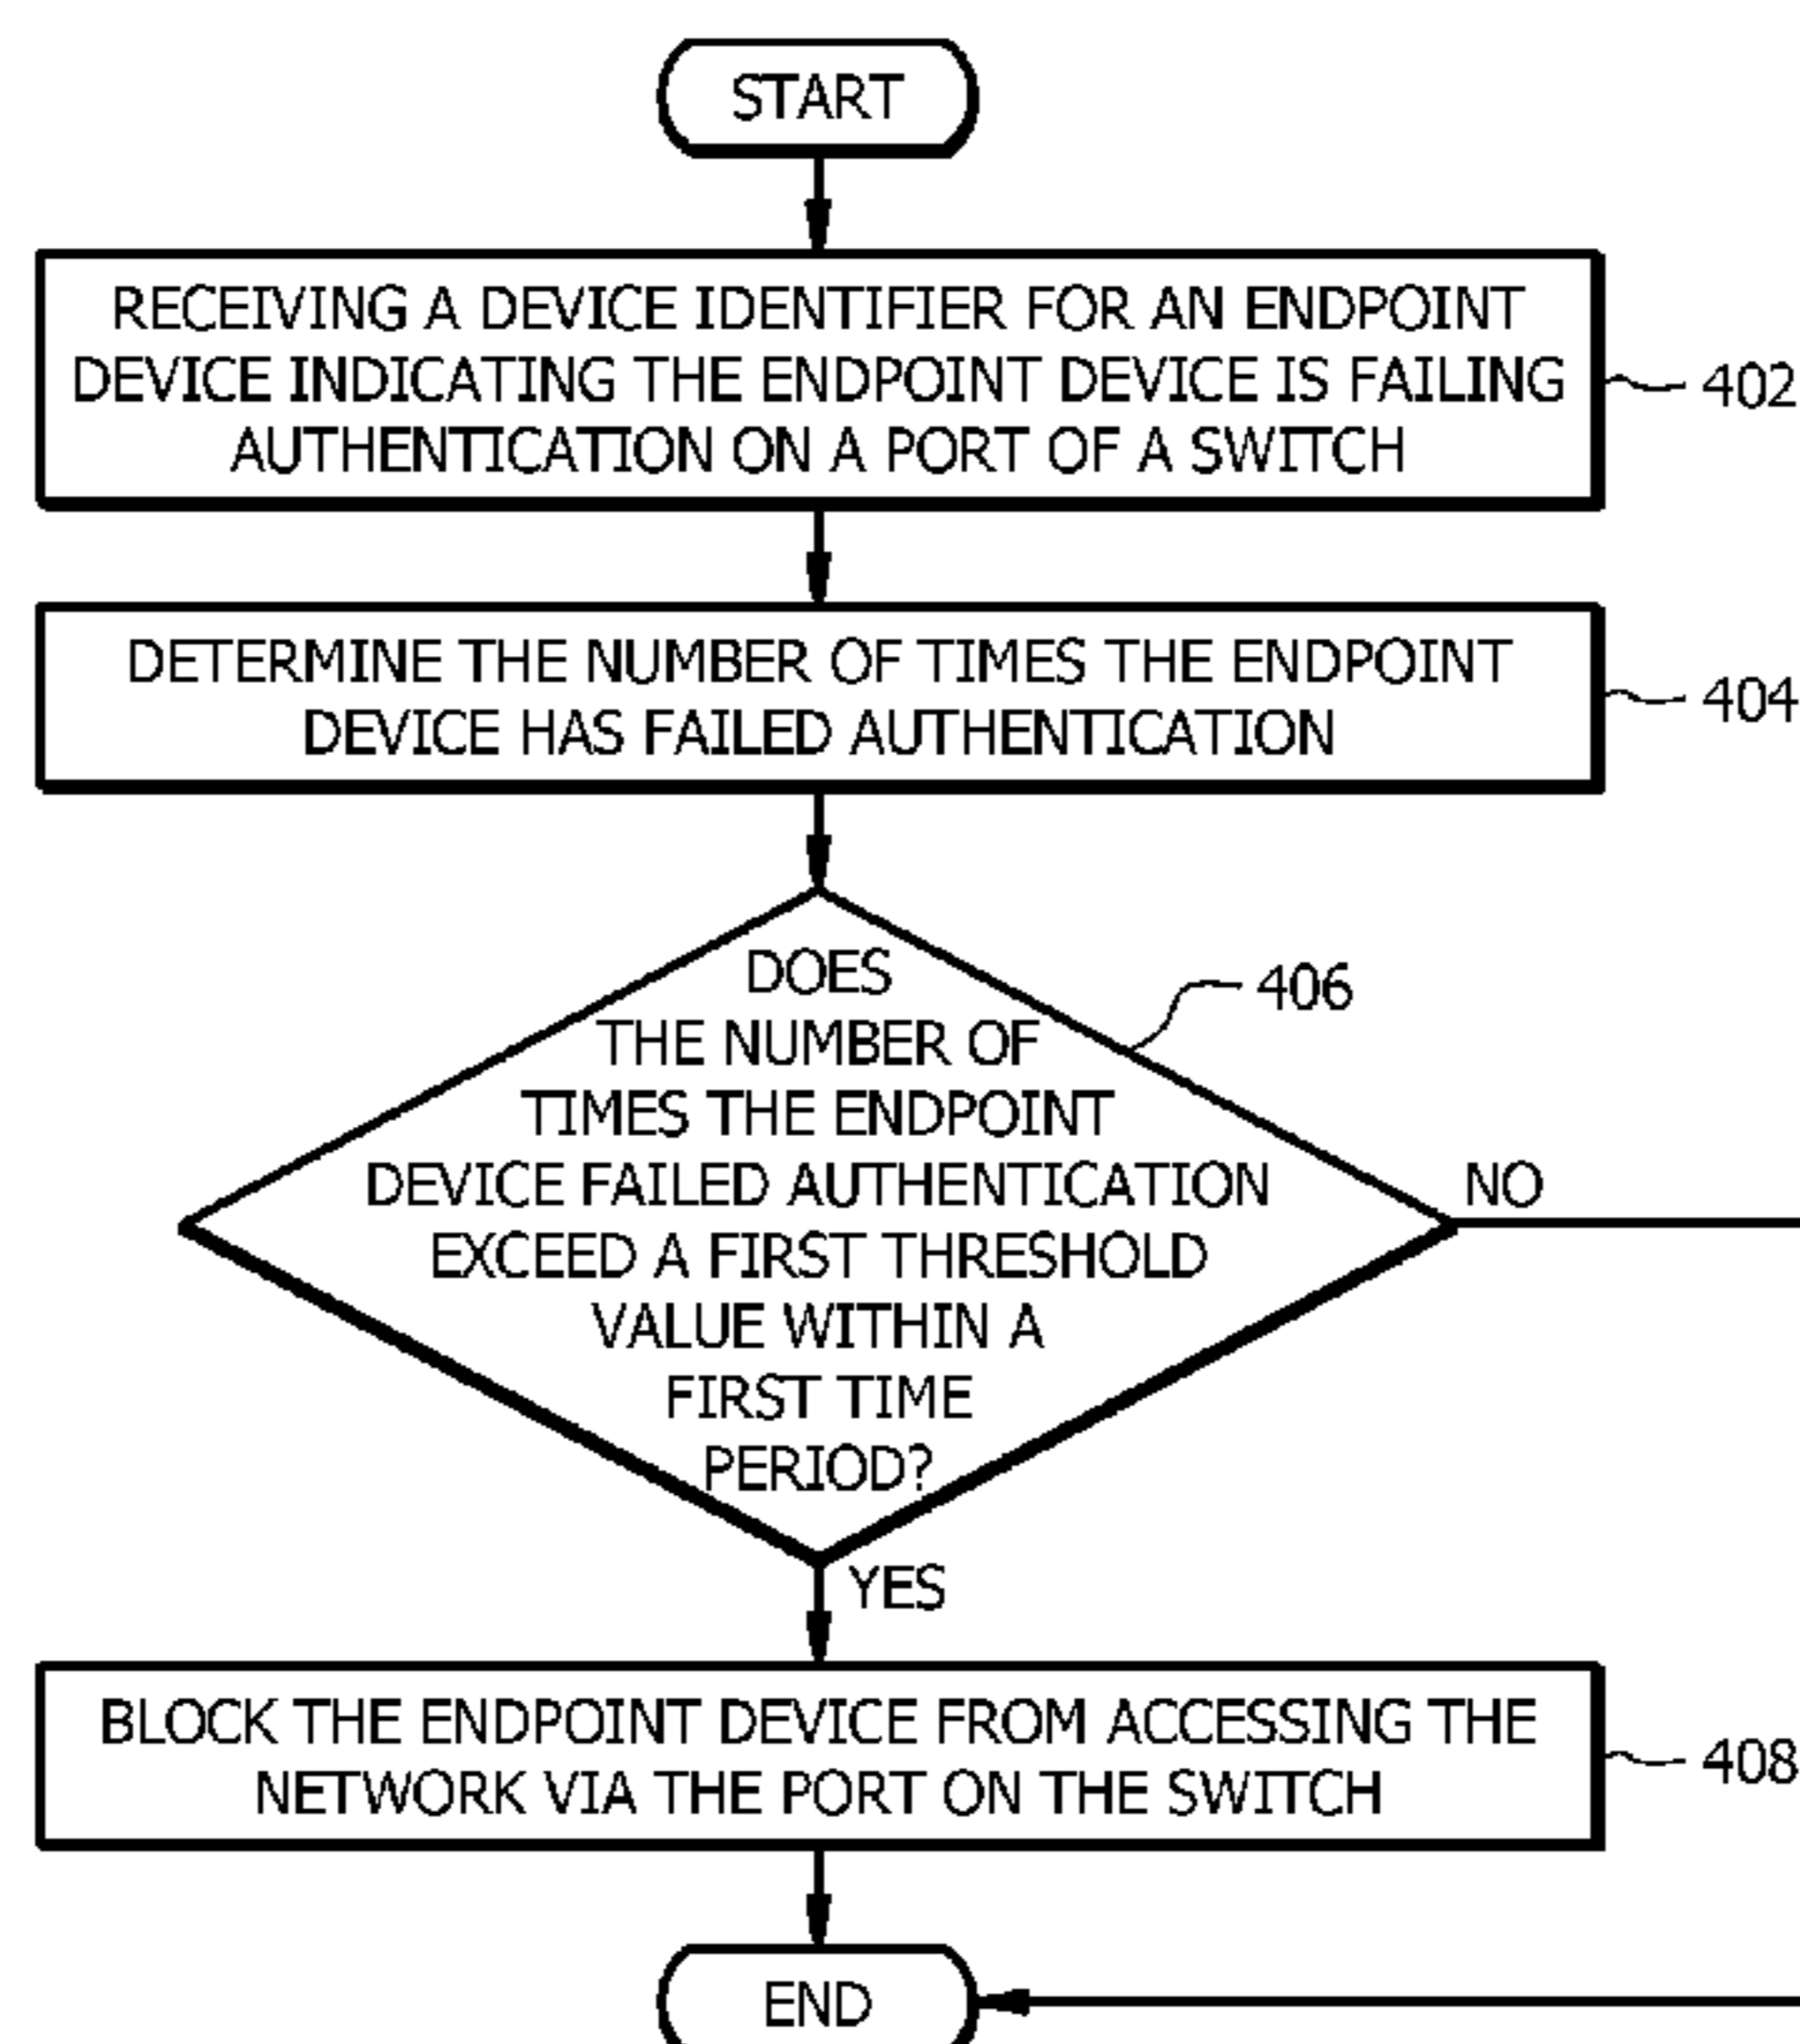 START
RECEIVING A DEVICE IDENTIFIER FOR AN ENDPOINT
DEVICE INDICATING THE ENDPOINT DEVICE IS FAILING
AUTHENTICATION ON A PORT OF A SWITCH
402
DETERMINE THE NUMBER OF TIMES THE ENDPOINT
DEVICE HAS FAILED AUTHENTICATION
404
DOES
THE NUMBER OF
TIMES THE ENDPOINT
DEVICE FAILED AUTHENTICATION
EXCEED A FIRST THRESHOLD
VALUE WITHIN A
FIRST TIME
PERIOD?
406
NO
YES
BLOCK THE ENDPOINT DEVICE FROM ACCESSING THE
NETWORK VIA THE PORT ON THE SWITCH
408
END